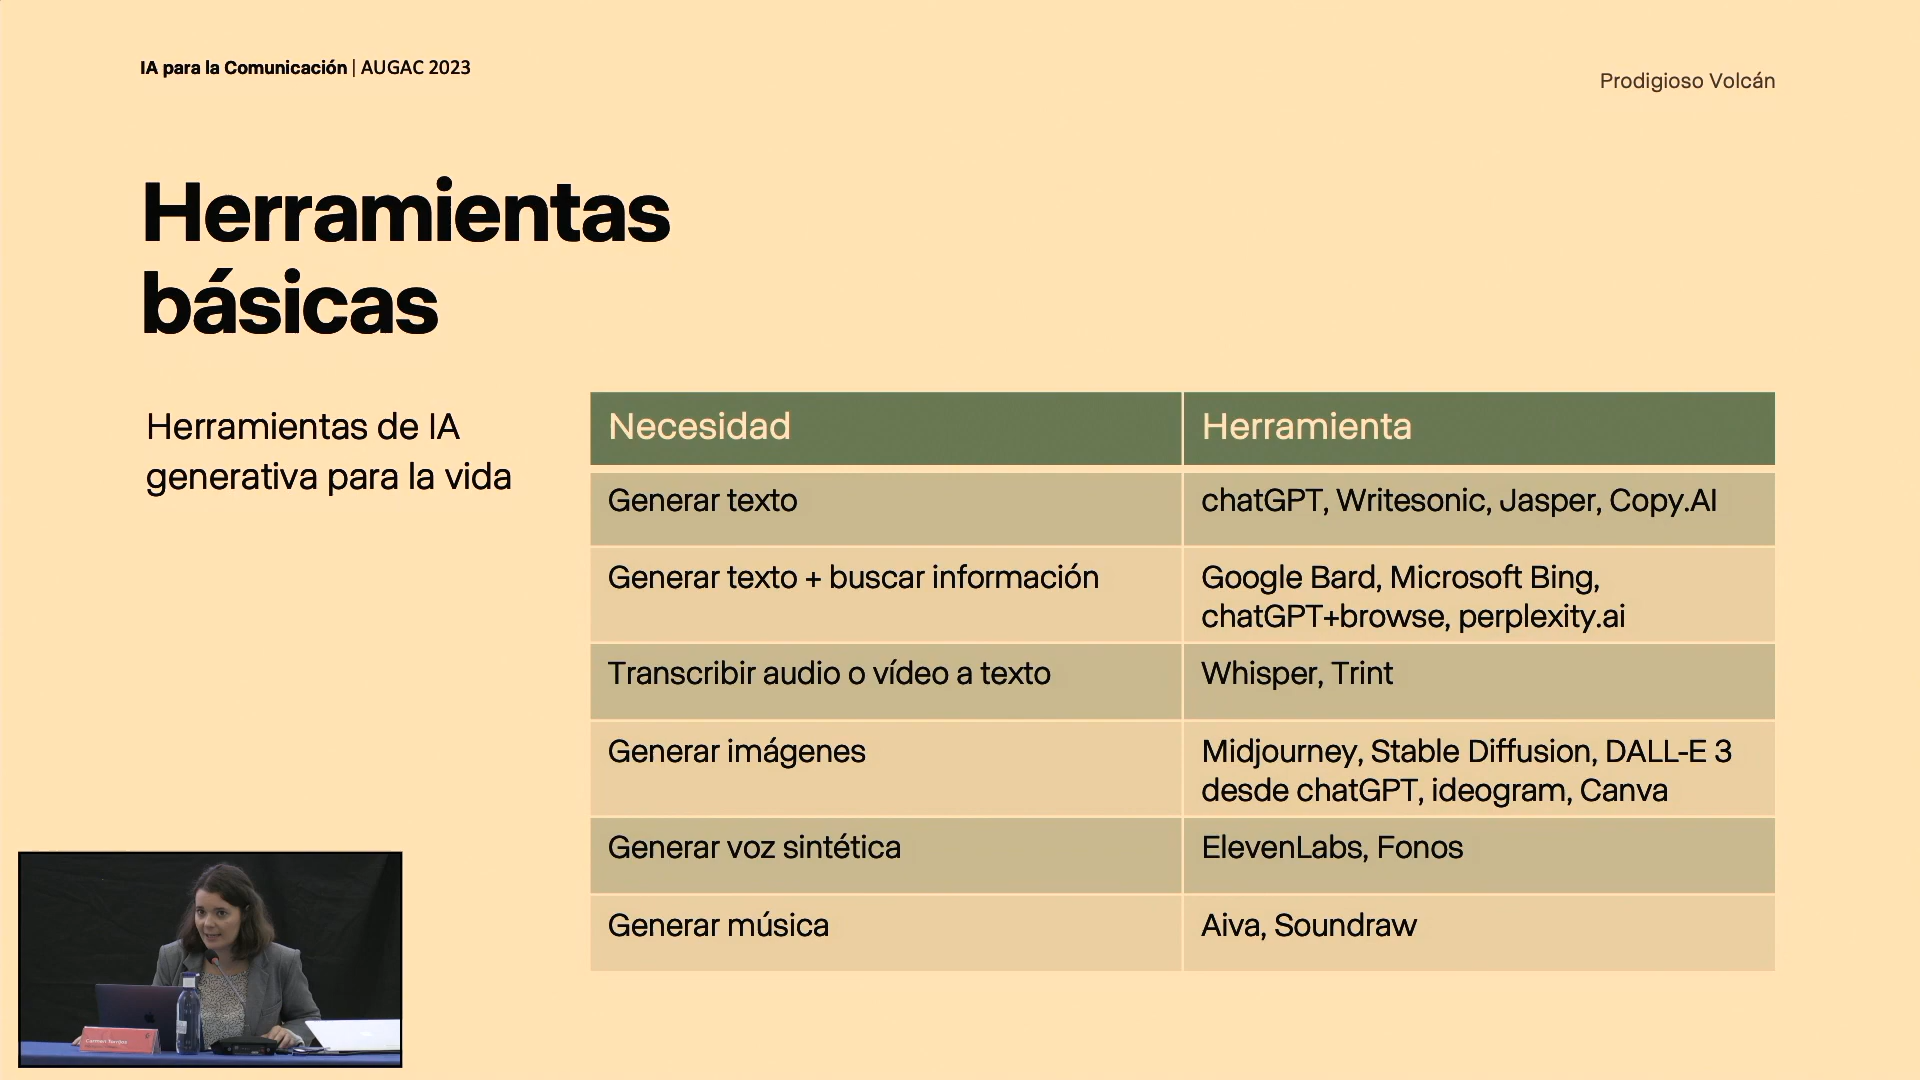 IA para la Comunicación | AUGAC 2023
Prodigioso Volcán
Herramientas
básicas
Herramientas de IA
generativa para la vida
Necesidad
Herramienta
Generar texto
chatGPT, Writesonic, Jasper, Copy.AI
Generar texto + buscar información
Google Bard, Microsoft Bing,
chatGPT+browse, perplexity.ai
Transcribir audio o vídeo a texto
Whisper, Trint
Generar imágenes
Midjourney, Stable Diffusion, DALL-E 3
desde chatGPT, ideogram, Canva
Generar voz sintética
ElevenLabs, Fonos
Generar música
Aiva, Soundraw
Carmen Torrijos